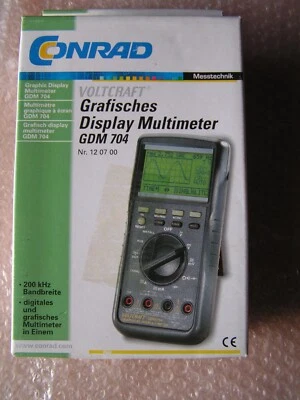 CONRAD
Messtechnik
Graphic Display
Multimeter
GDM 704
Multimètre
graphique à main
GDM 704
Grafisch display
multimeter
GDM 704
VOLTCRAFT
Grafisches
Display Multimeter
GDM 704
Nr. 12 07 00
• 200 kHz
Bandbreite
• digitales
und
grafisches
Multimeter
in Einem
www.conrad.com
CE